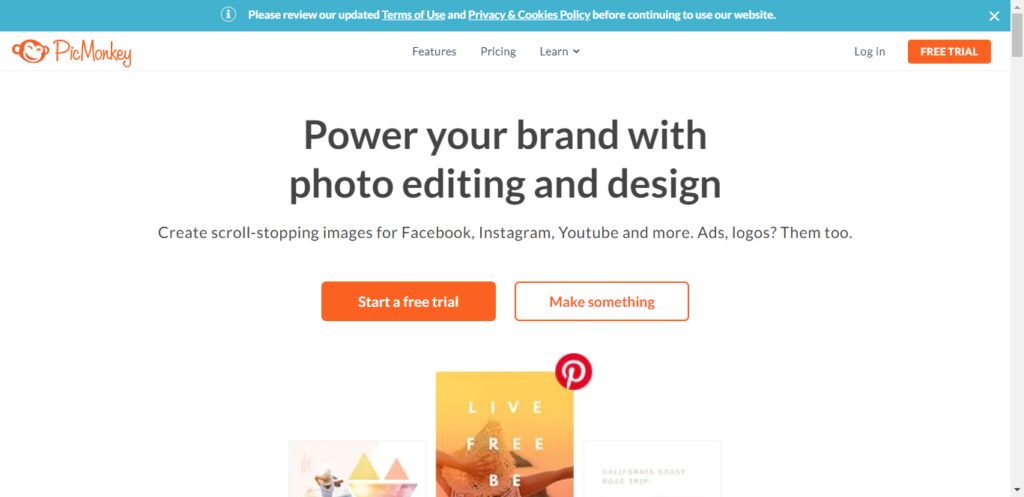 Please review our updated Terms of Use and Privacy & Cookies Policy before continuing to use our website.
PicMonkey
Features
Pricing
Learn
Log in
FREE TRIAL
Power your brand with
photo editing and design
Create scroll-stopping images for Facebook, Instagram, Youtube and more. Ads, logos? Them too.
Start a free trial
Make something
LIVE
FREE
BE
CALIFORNIA COAST
ROAD TRIP